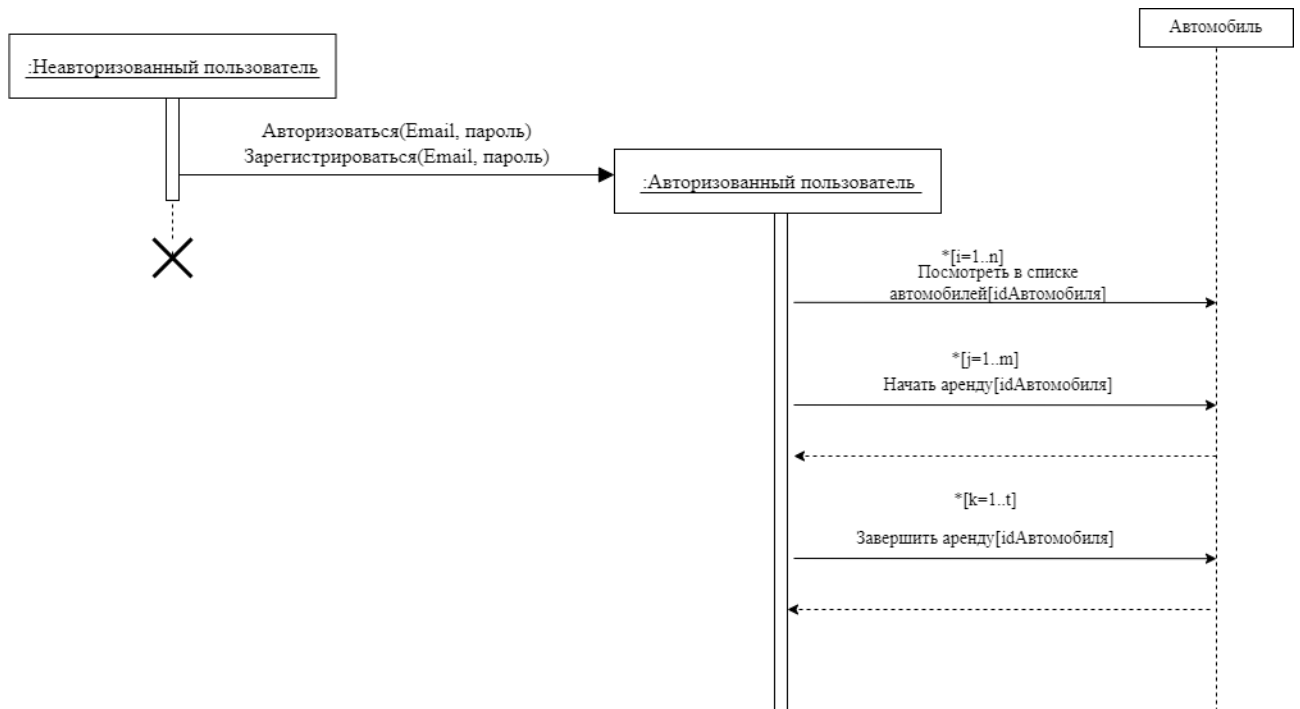 Автомобиль
:Неавторизованный пользователь
Авторизоваться(Email, пароль)
Зарегистрироваться(Email, пароль)
:Авторизованный пользователь
*[i=1..n]
Посмотреть в списке
автомобилей[idАвтомобиля]
*[j=1..m]
Начать аренду[idАвтомобиля]
*[k=1..t]
Завершить аренду[idАвтомобиля]